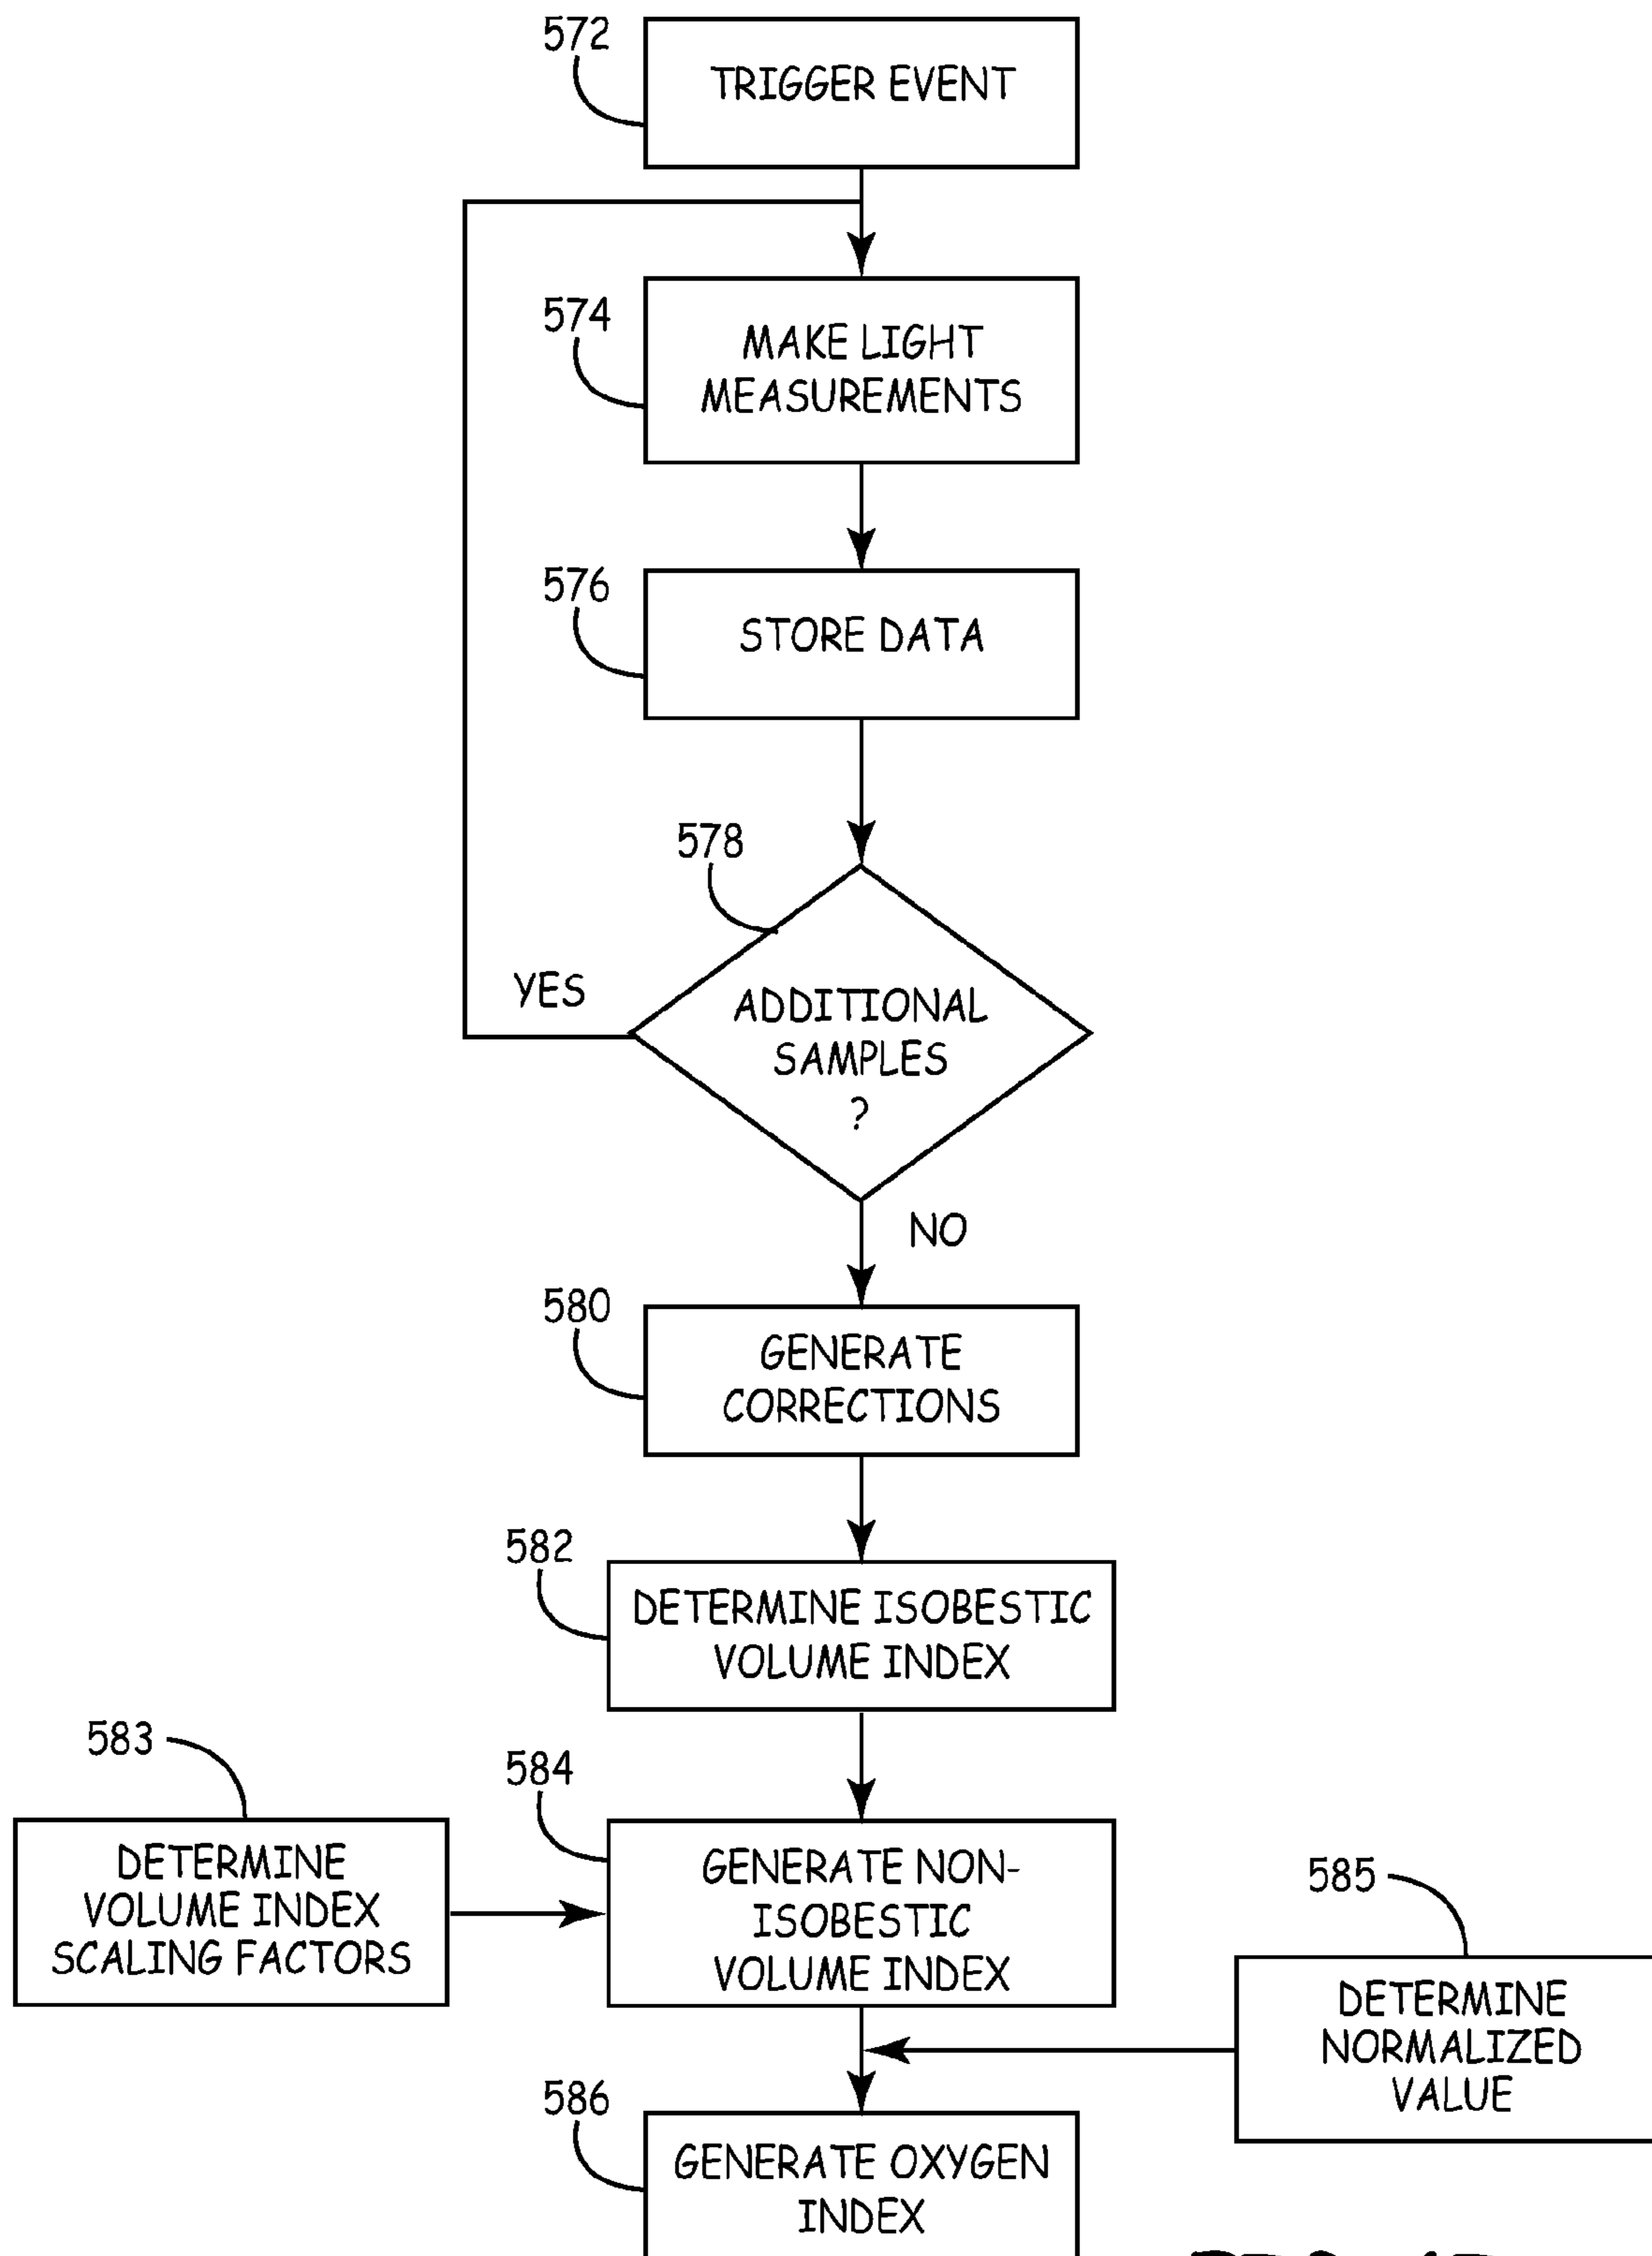 572
TRIGGER EVENT
574
MAKE LIGHT
MEASUREMENTS
576
STORE DATA
578
YES
ADDITIONAL
SAMPLES
?
NO
580
GENERATE
CORRECTIONS
582
DETERMINE ISOBESTIC
VOLUME INDEX
583
DETERMINE
VOLUME INDEX
SCALING FACTORS
584
GENERATE NON-
ISOBESTIC
VOLUME INDEX
585
DETERMINE
NORMALIZED
VALUE
586
GENERATE OXYGEN
INDEX